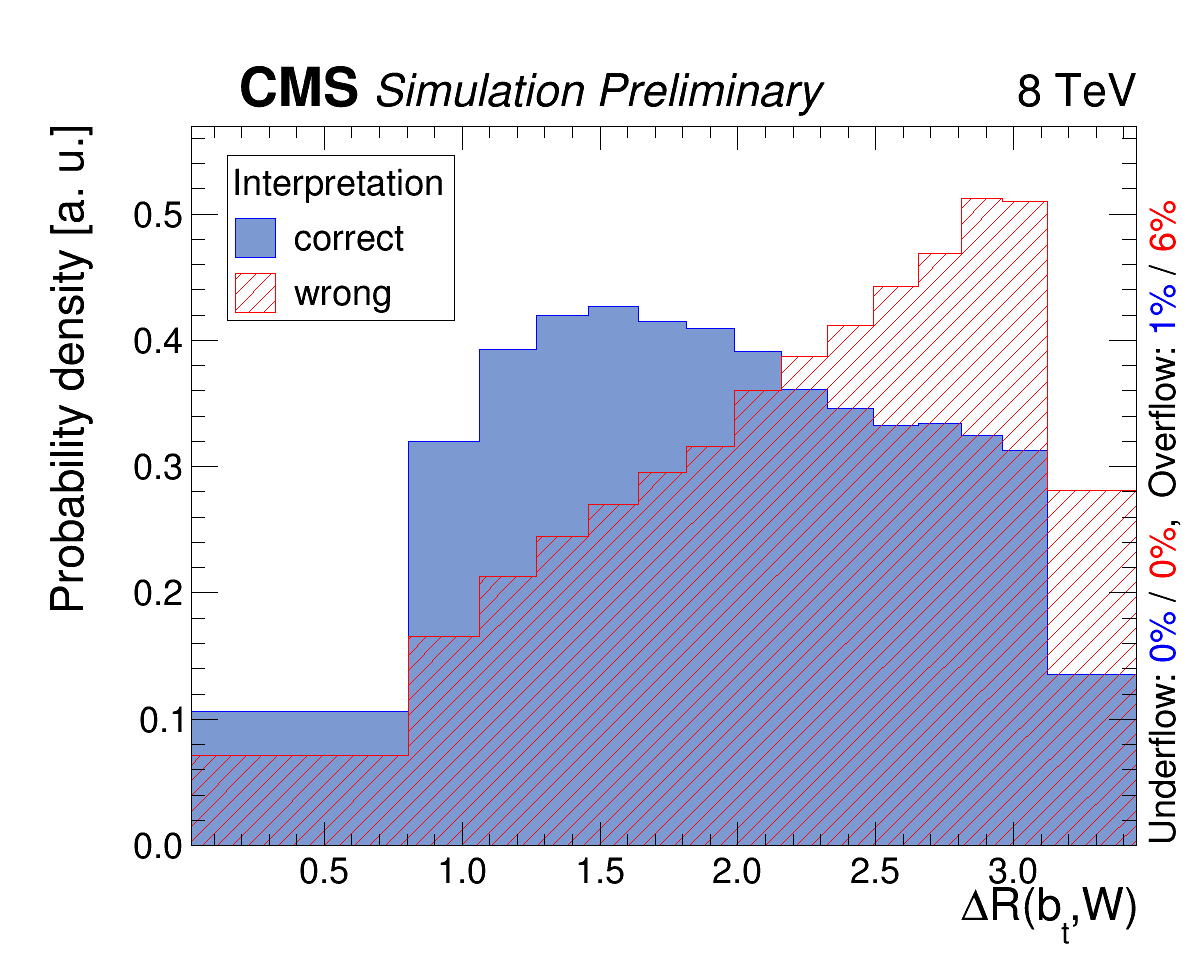 CMS Simulation Preliminary 8 TeV
Probability density [a. u.]
Interpretation
correct
wrong
0.5
0.4
0.3
0.2
0.1
0.0
0.5 1.0 1.5 2.0 2.5 3.0
ΔR(b_t,W)
Underflow: 0% / 0%, Overflow: 1% / 6%